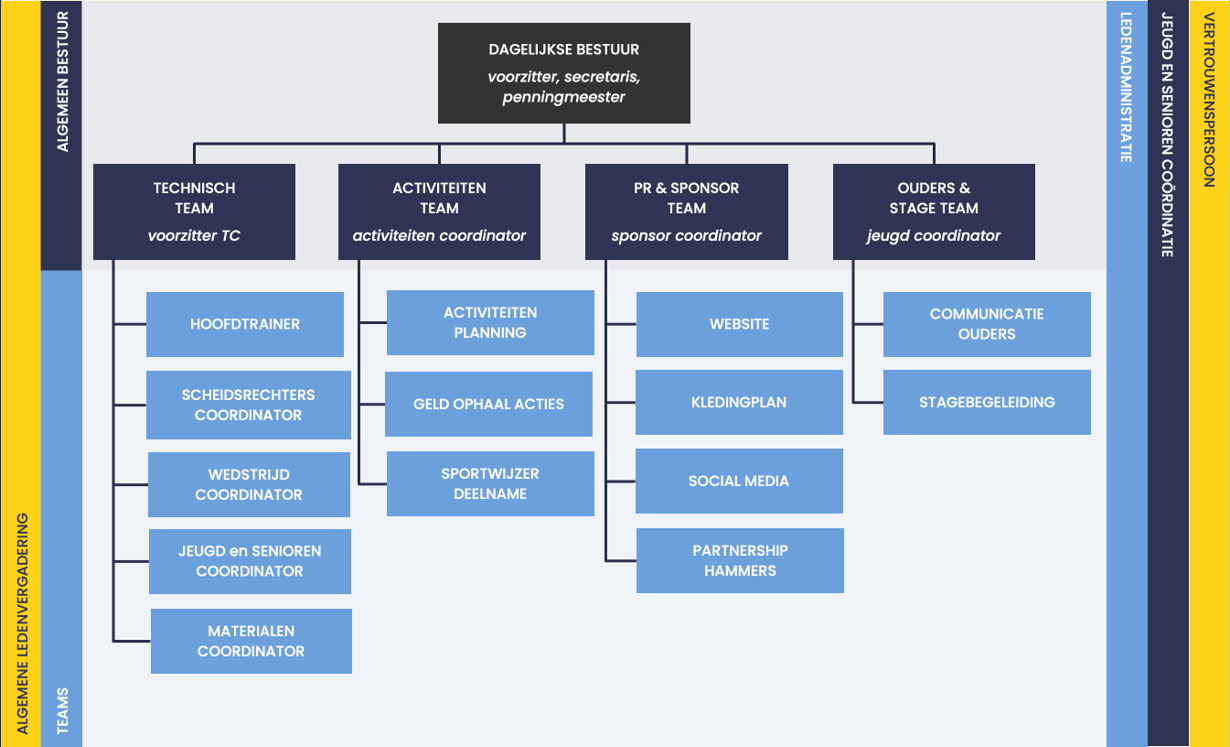 ALGEMENE LEDENVERGADERING
ALGEMEEN BESTUUR
TEAMS
DAGELIJKSE BESTUUR
voorzitter, secretaris,
penningmeester
TECHNISCH
TEAM
voorzitter TC
ACTIVITEITEN
TEAM
activiteiten coordinator
PR & SPONSOR
TEAM
sponsor coordinator
OUDERS &
STAGE TEAM
jeugd coordinator
HOOFDTRAINER
SCHEIDSRECHTERS
COORDINATOR
WEDSTRIJD
COORDINATOR
JEUGD en SENIOREN
COORDINATOR
MATERIALEN
COORDINATOR
ACTIVITEITEN
PLANNING
GELD OPHAAL ACTIES
SPORTWIJZER
DEELNAME
WEBSITE
KLEDINGPLAN
SOCIAL MEDIA
PARTNERSHIP
HAMMERS
COMMUNICATIE
OUDERS
STAGEBEGELEIDING
LEDENADMINISTRATIE
JEUGD EN SENIOREN COÖRDINATIE
VERTROUWENSPERSOON